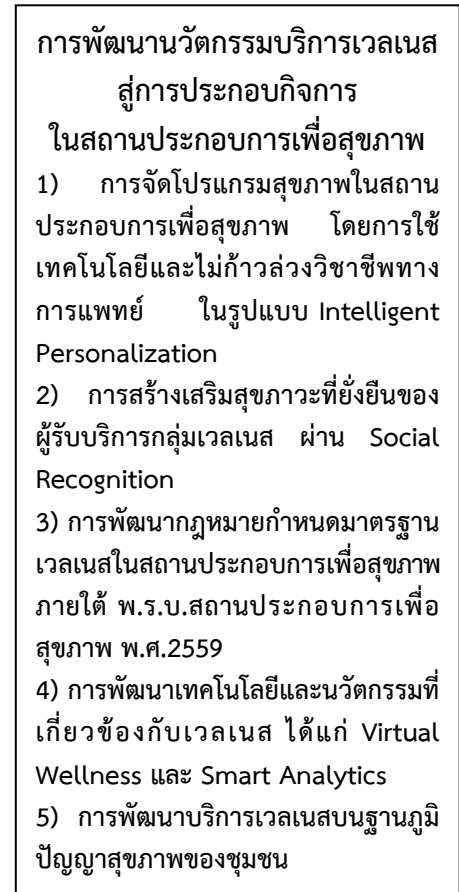 การพัฒนานวัตกรรมบริการเวลเนส
สู่การประกอบกิจการ
ในสถานประกอบการเพื่อสุขภาพ
1) การจัดโปรแกรมสุขภาพในสถาน
ประกอบการเพื่อสุขภาพ โดยการใช้
เทคโนโลยีและไม่ก้าวล่วงวิชาชีพทาง
การแพทย์ ในรูปแบบ Intelligent
Personalization
2) การสร้างเสริมสุขภาวะที่ยั่งยืนของ
ผู้รับบริการกลุ่มเวลเนส ผ่าน Social
Recognition
3) การพัฒนากฎหมายกำหนดมาตรฐาน
เวลเนสในสถานประกอบการเพื่อสุขภาพ
ภายใต้ พ.ร.บ.สถานประกอบการเพื่อ
สุขภาพ พ.ศ.2559
4) การพัฒนาเทคโนโลยีและนวัตกรรมที่
เกี่ยวข้องกับเวลเนส ได้แก่ Virtual
Wellness และ Smart Analytics
5) การพัฒนาบริการเวลเนสบนฐานภูมิ
ปัญญาสุขภาพของชุมชน